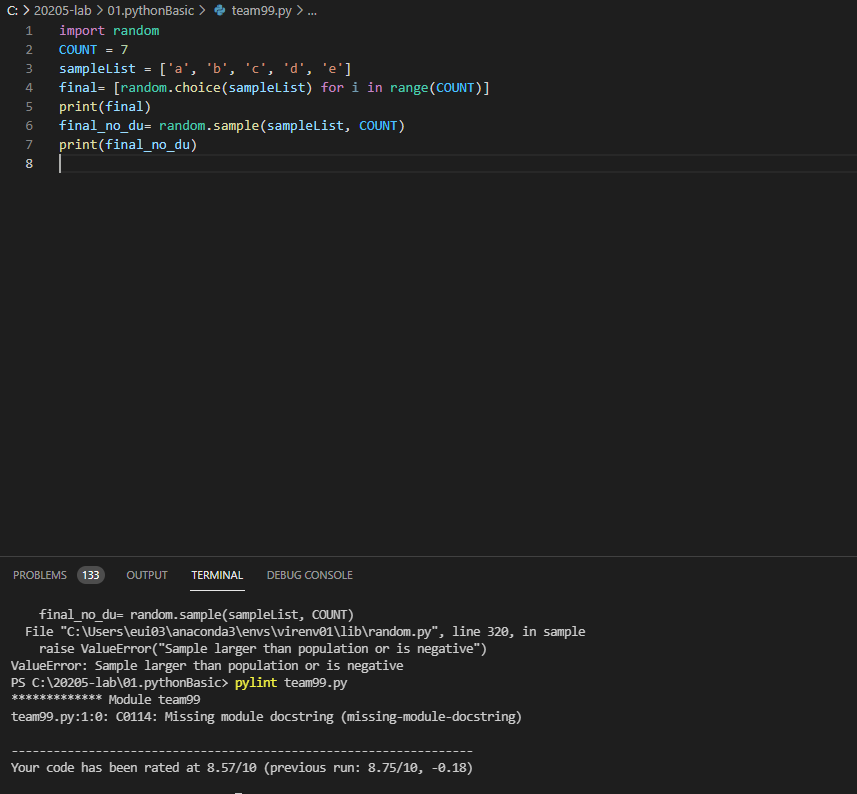 C: > 20205-lab > 01.pythonBasic > team99.py > ...
1 import random
2 COUNT = 7
3 sampleList = ['a', 'b', 'c', 'd', 'e']
4 final= [random.choice(sampleList) for i in range(COUNT)]
5 print(final)
6 final_no_du= random.sample(sampleList, COUNT)
7 print(final_no_du)
8
PROBLEMS 133 OUTPUT TERMINAL DEBUG CONSOLE
final_no_du= random.sample(sampleList, COUNT)
File "C:\Users\eui03\anaconda3\envs\virenv01\lib\random.py", line 320, in sample
raise ValueError("Sample larger than population or is negative")
ValueError: Sample larger than population or is negative
PS C:\20205-lab\01.pythonBasic> pylint team99.py
************* Module team99
team99.py:1:0: C0114: Missing module docstring (missing-module-docstring)
------------------------------------------------------------------
Your code has been rated at 8.57/10 (previous run: 8.75/10, -0.18)